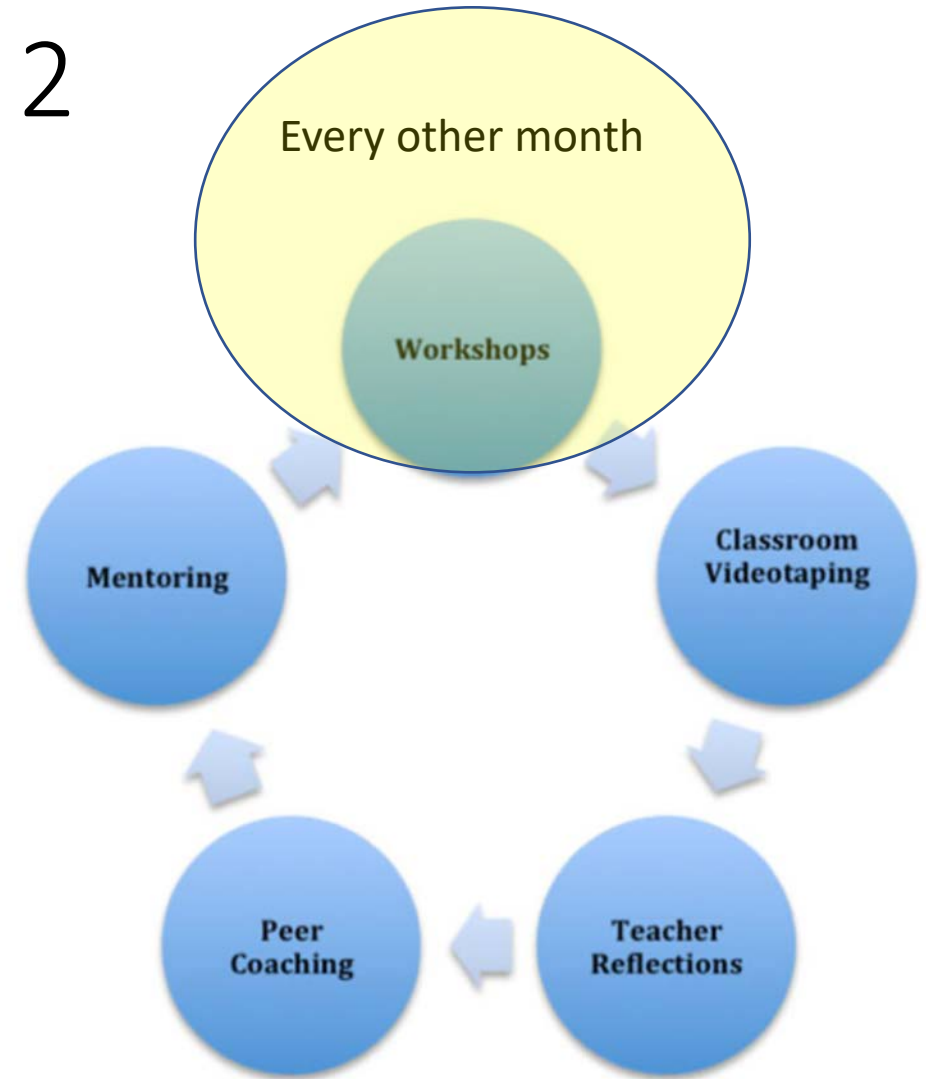 2
Every other month
Workshops
Classroom
Videotaping
Teacher
Reflections
Peer
Coaching
Mentoring